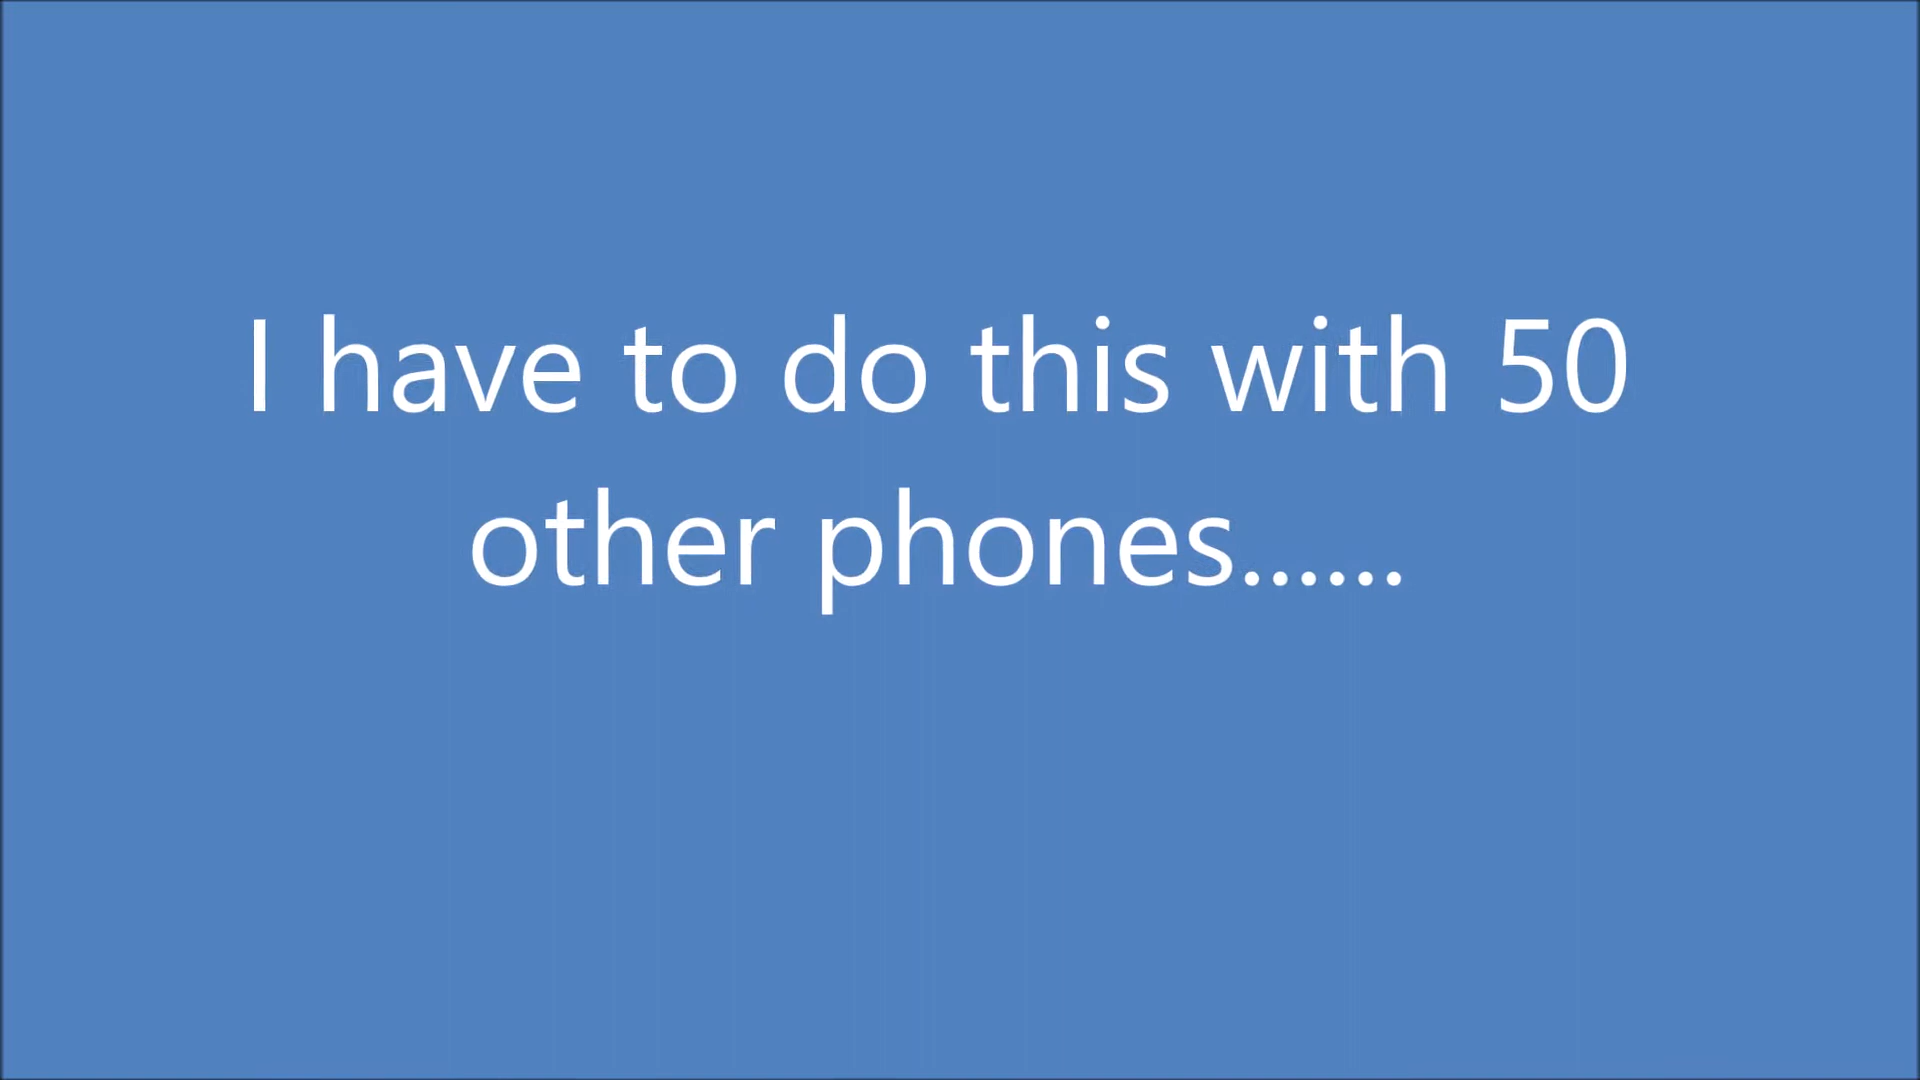 I have to do this with 50
other phones......